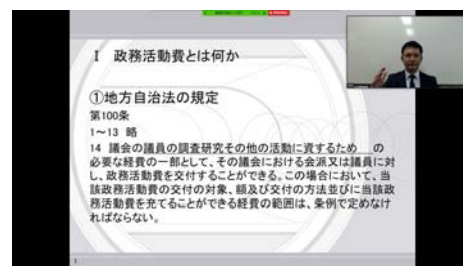 Ⅰ 政務活動費とは何か
①地方自治法の規定
第100条
1～13 略
14 議会の議員の調査研究その他の活動に資するため の
必要な経費の一部として、その議会における会派又は議員に対
し、政務活動費を交付することができる。この場合において、当
該政務活動費の交付の対象、額及び交付の方法並びに当該政
務活動費を充てることができる経費の範囲は、条例で定めなけ
ればならない。
1